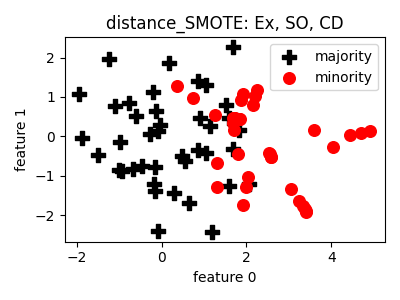 distance_SMOTE: Ex, SO, CD
majority
minority
feature 1
2
1
0
−1
−2
−2
0
2
4
feature 0